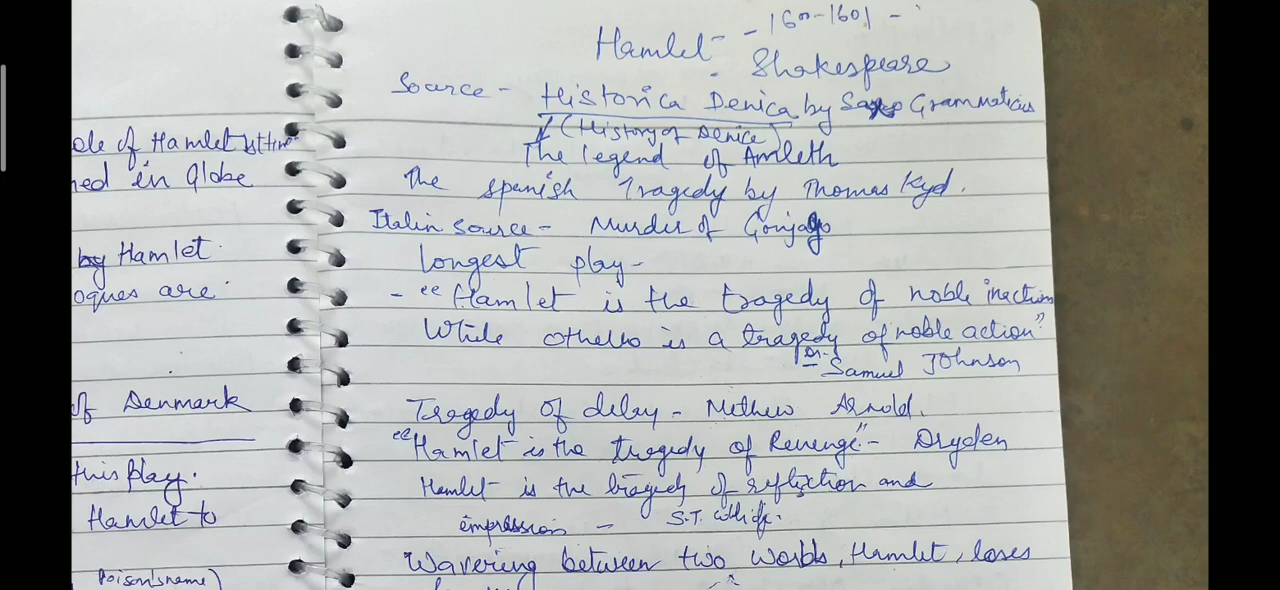 ole of Hamlet
ned in Globe
by Hamlet
oques are
of Denmark
this play.
Hamlet to
Poison'sname)
Hamlet - - 1600-1601 -
- Shakespeare
Source - Historica Denica by Saxo Grammaticus
(History of Denice)
The legend of Amleth
The Spanish Tragedy by Thomas Kyd.
Italin source - Murder of Gonjago
longest play -
- "Hamlet is the tragedy of noble inaction
While othello is a tragedy of noble action"
Dr. Samuel Johnson
Tragedy of delay - Methew Arnold.
"Hamlet is the tragedy of Revenge" - Dryden
Hamlet is the tragedy of reflection and
S.T.
Wavering between two worlds, Hamlet, loses